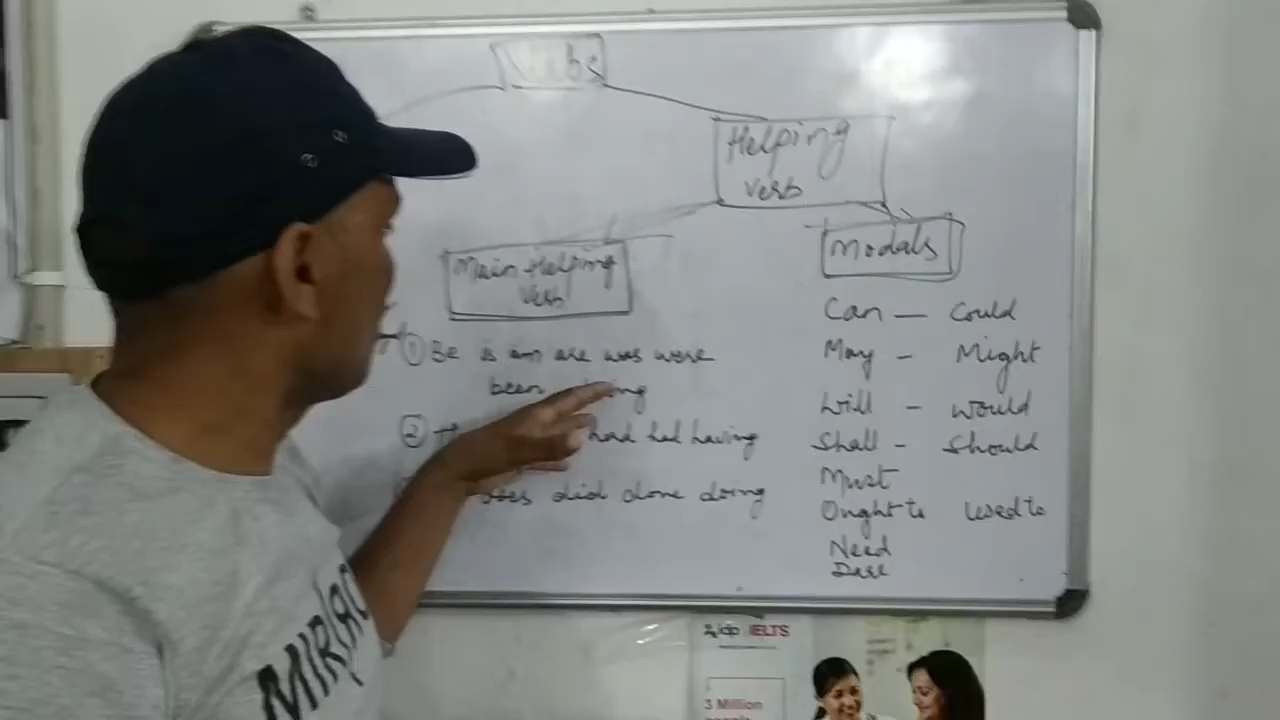 Verbs
Helping
verb
Main Helping
Verb
Modals
① Be is am are was were
been
② had had having
does did done doing
Can — Could
May – Might
Will – would
Shall – Should
Must
Ought to used to
Need
Dare
idp IELTS
3 Million
people